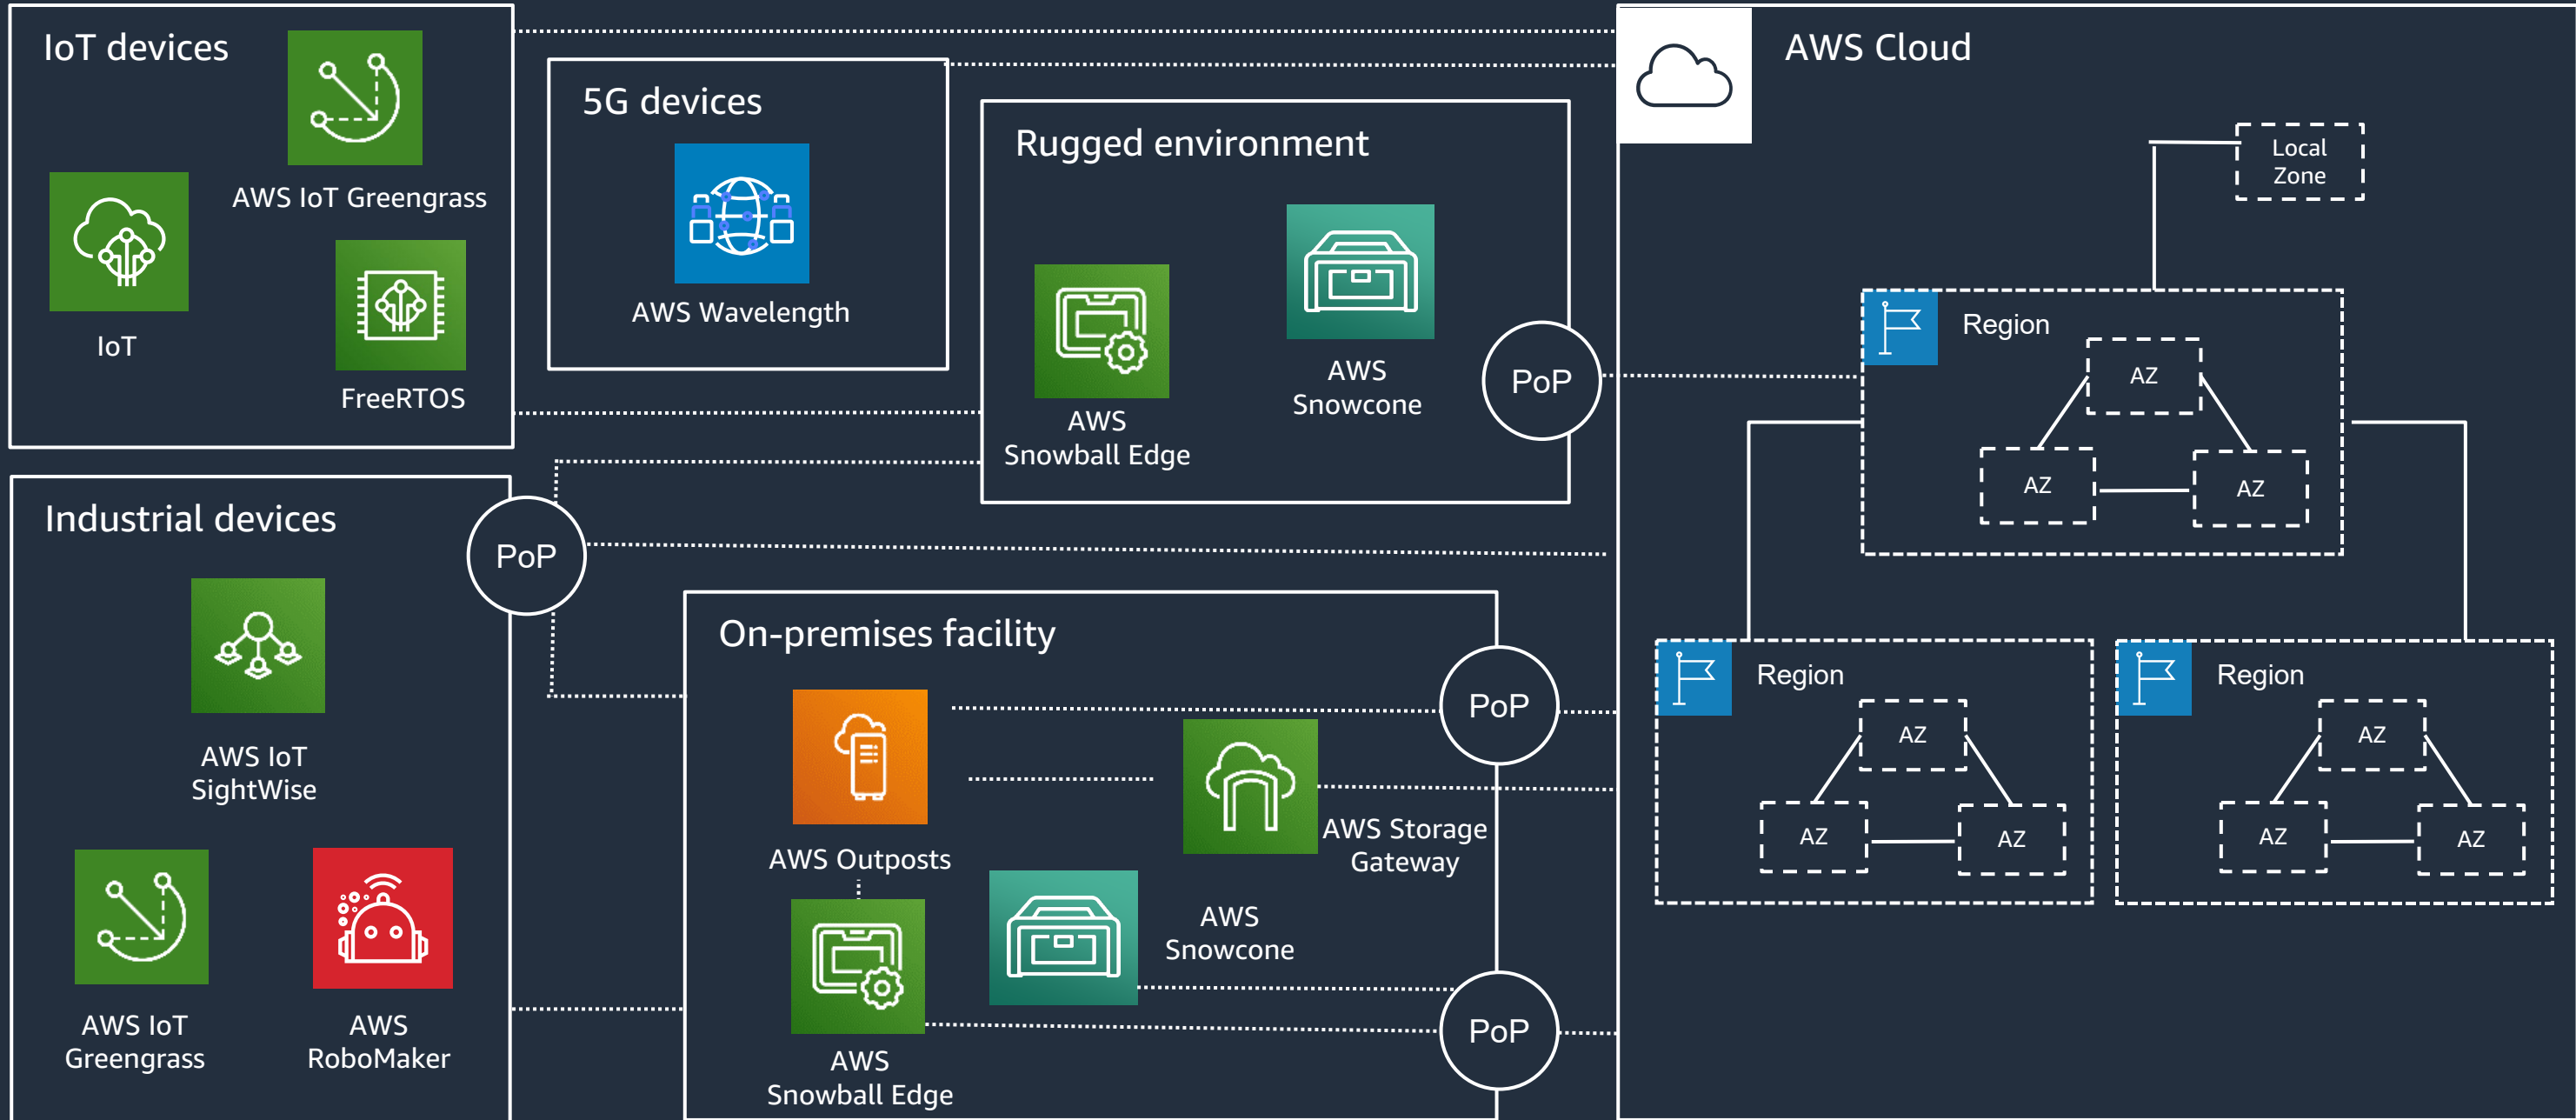 IoT devices
AWS IoT Greengrass
IoT
FreeRTOS
5G devices
AWS Wavelength
Rugged environment
AWS
Snowball Edge
AWS
Snowcone
PoP
Industrial devices
PoP
AWS IoT
SightWise
AWS IoT
Greengrass
AWS
RoboMaker
On-premises facility
PoP
AWS Outposts
AWS Storage
Gateway
AWS
Snowcone
AWS
Snowball Edge
PoP
AWS Cloud
Local
Zone
Region
AZ
AZ
AZ
Region
AZ
AZ
AZ
Region
AZ
AZ
AZ